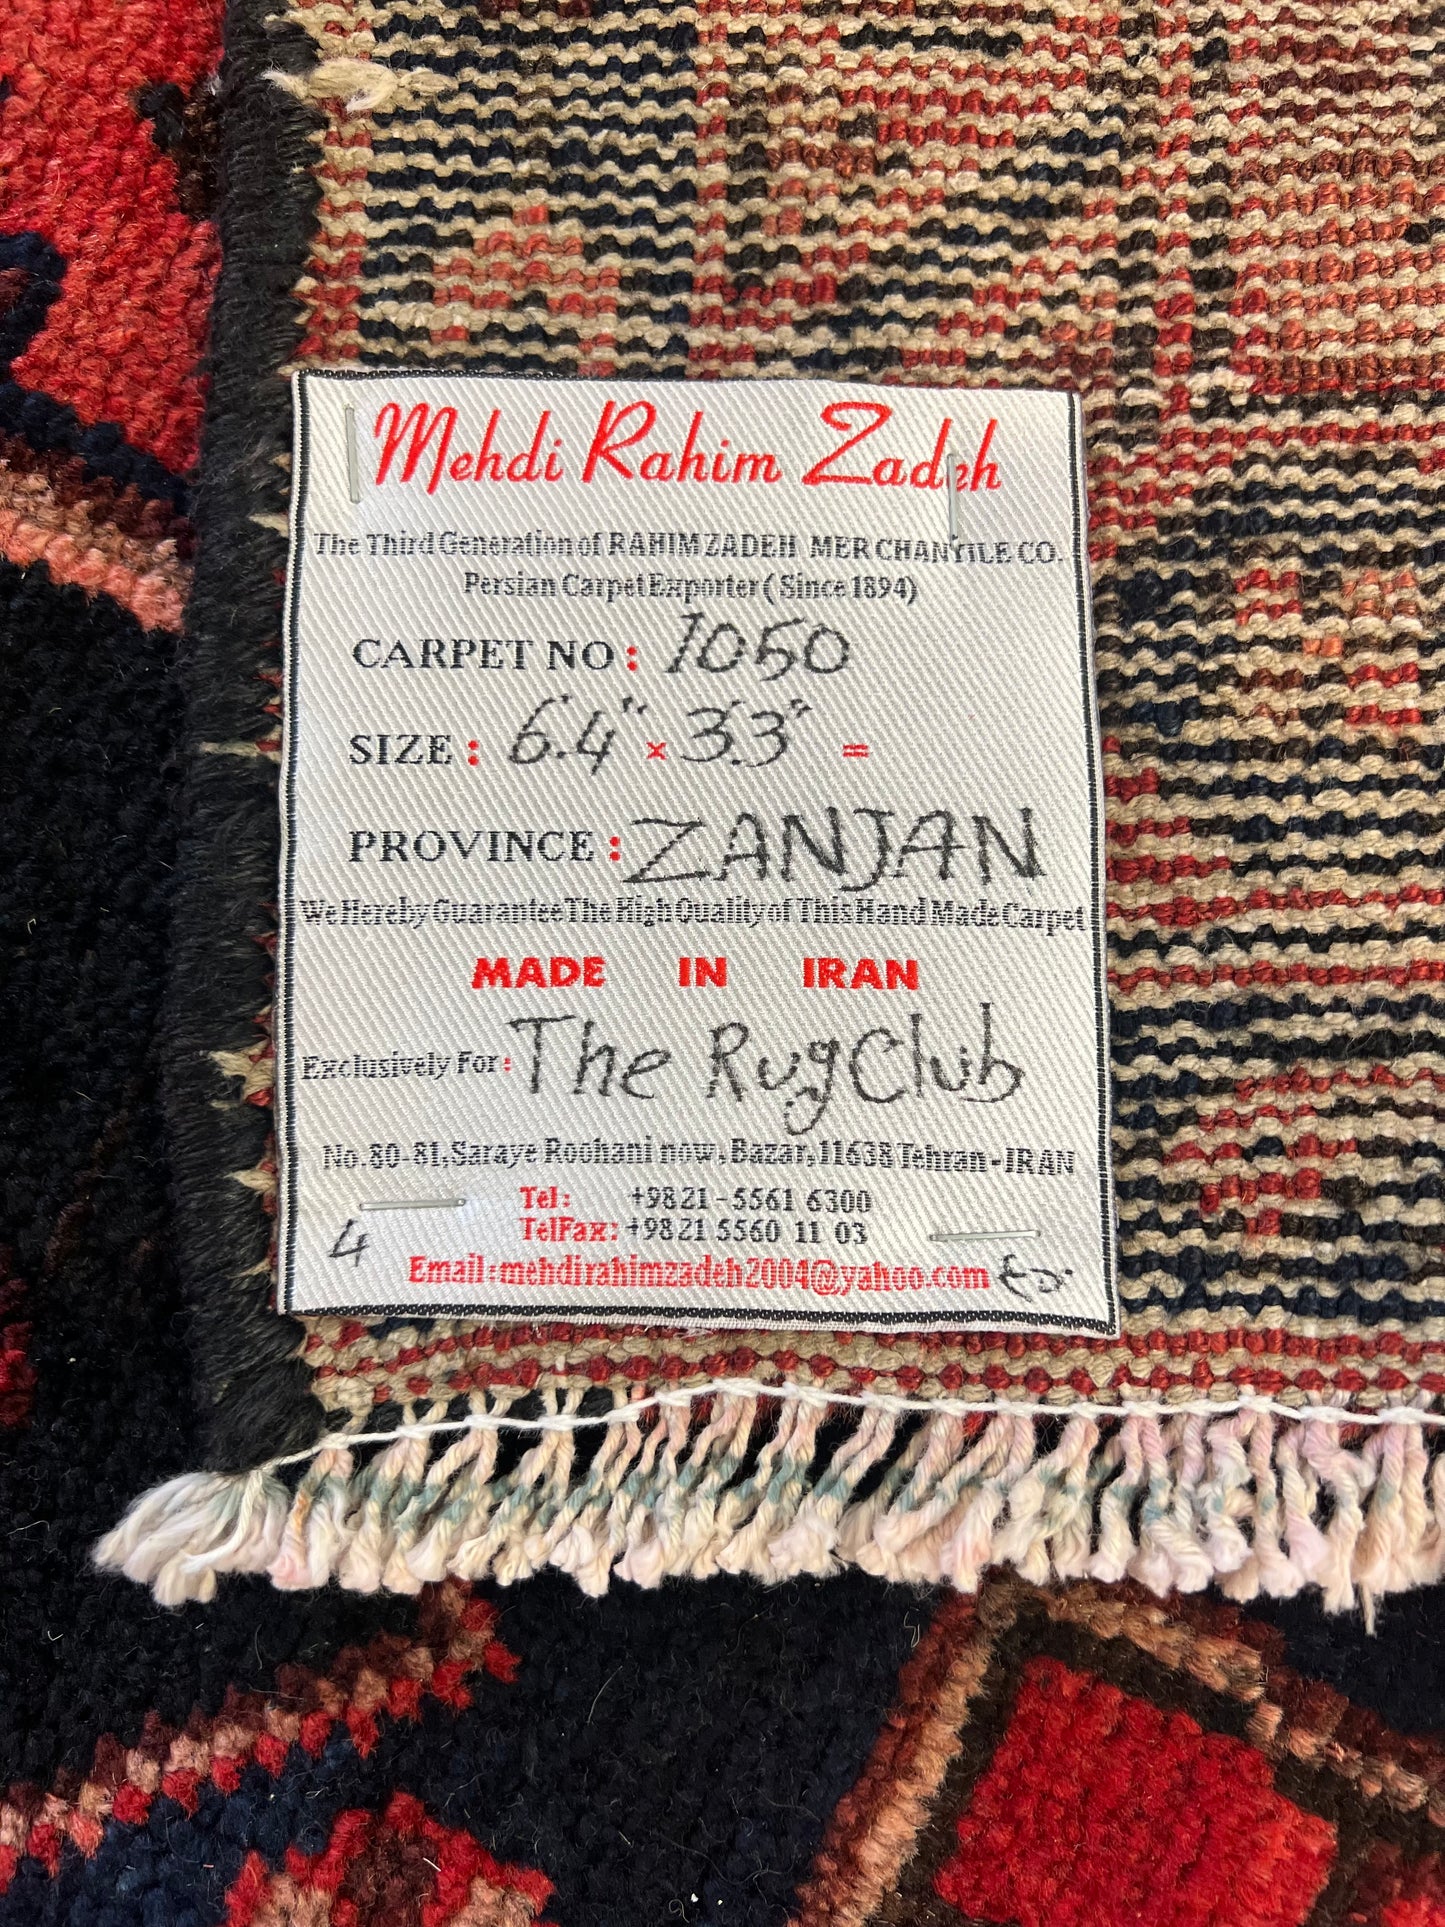 Mehdi Rahim Zadeh
The Third Generation of RAHIMZADEH MERCHANTILE CO.
Persian Carpet Exporter (Since 1894)
CARPET NO: 1050
SIZE: 6.4" x 3.3" =
PROVINCE: ZANJAN
We Hereby Guarantee The High Quality of This Hand Made Carpet
MADE IN IRAN
Exclusively For: The Rug Club
No. 80-81, Saraye Roohani now, Bazar, 11638 Tehran-IRAN
Tel: +9821-5561 6300
TelFax: +9821 5560 11 03
4
Email:mehdirahimzadeh2004@yahoo.com